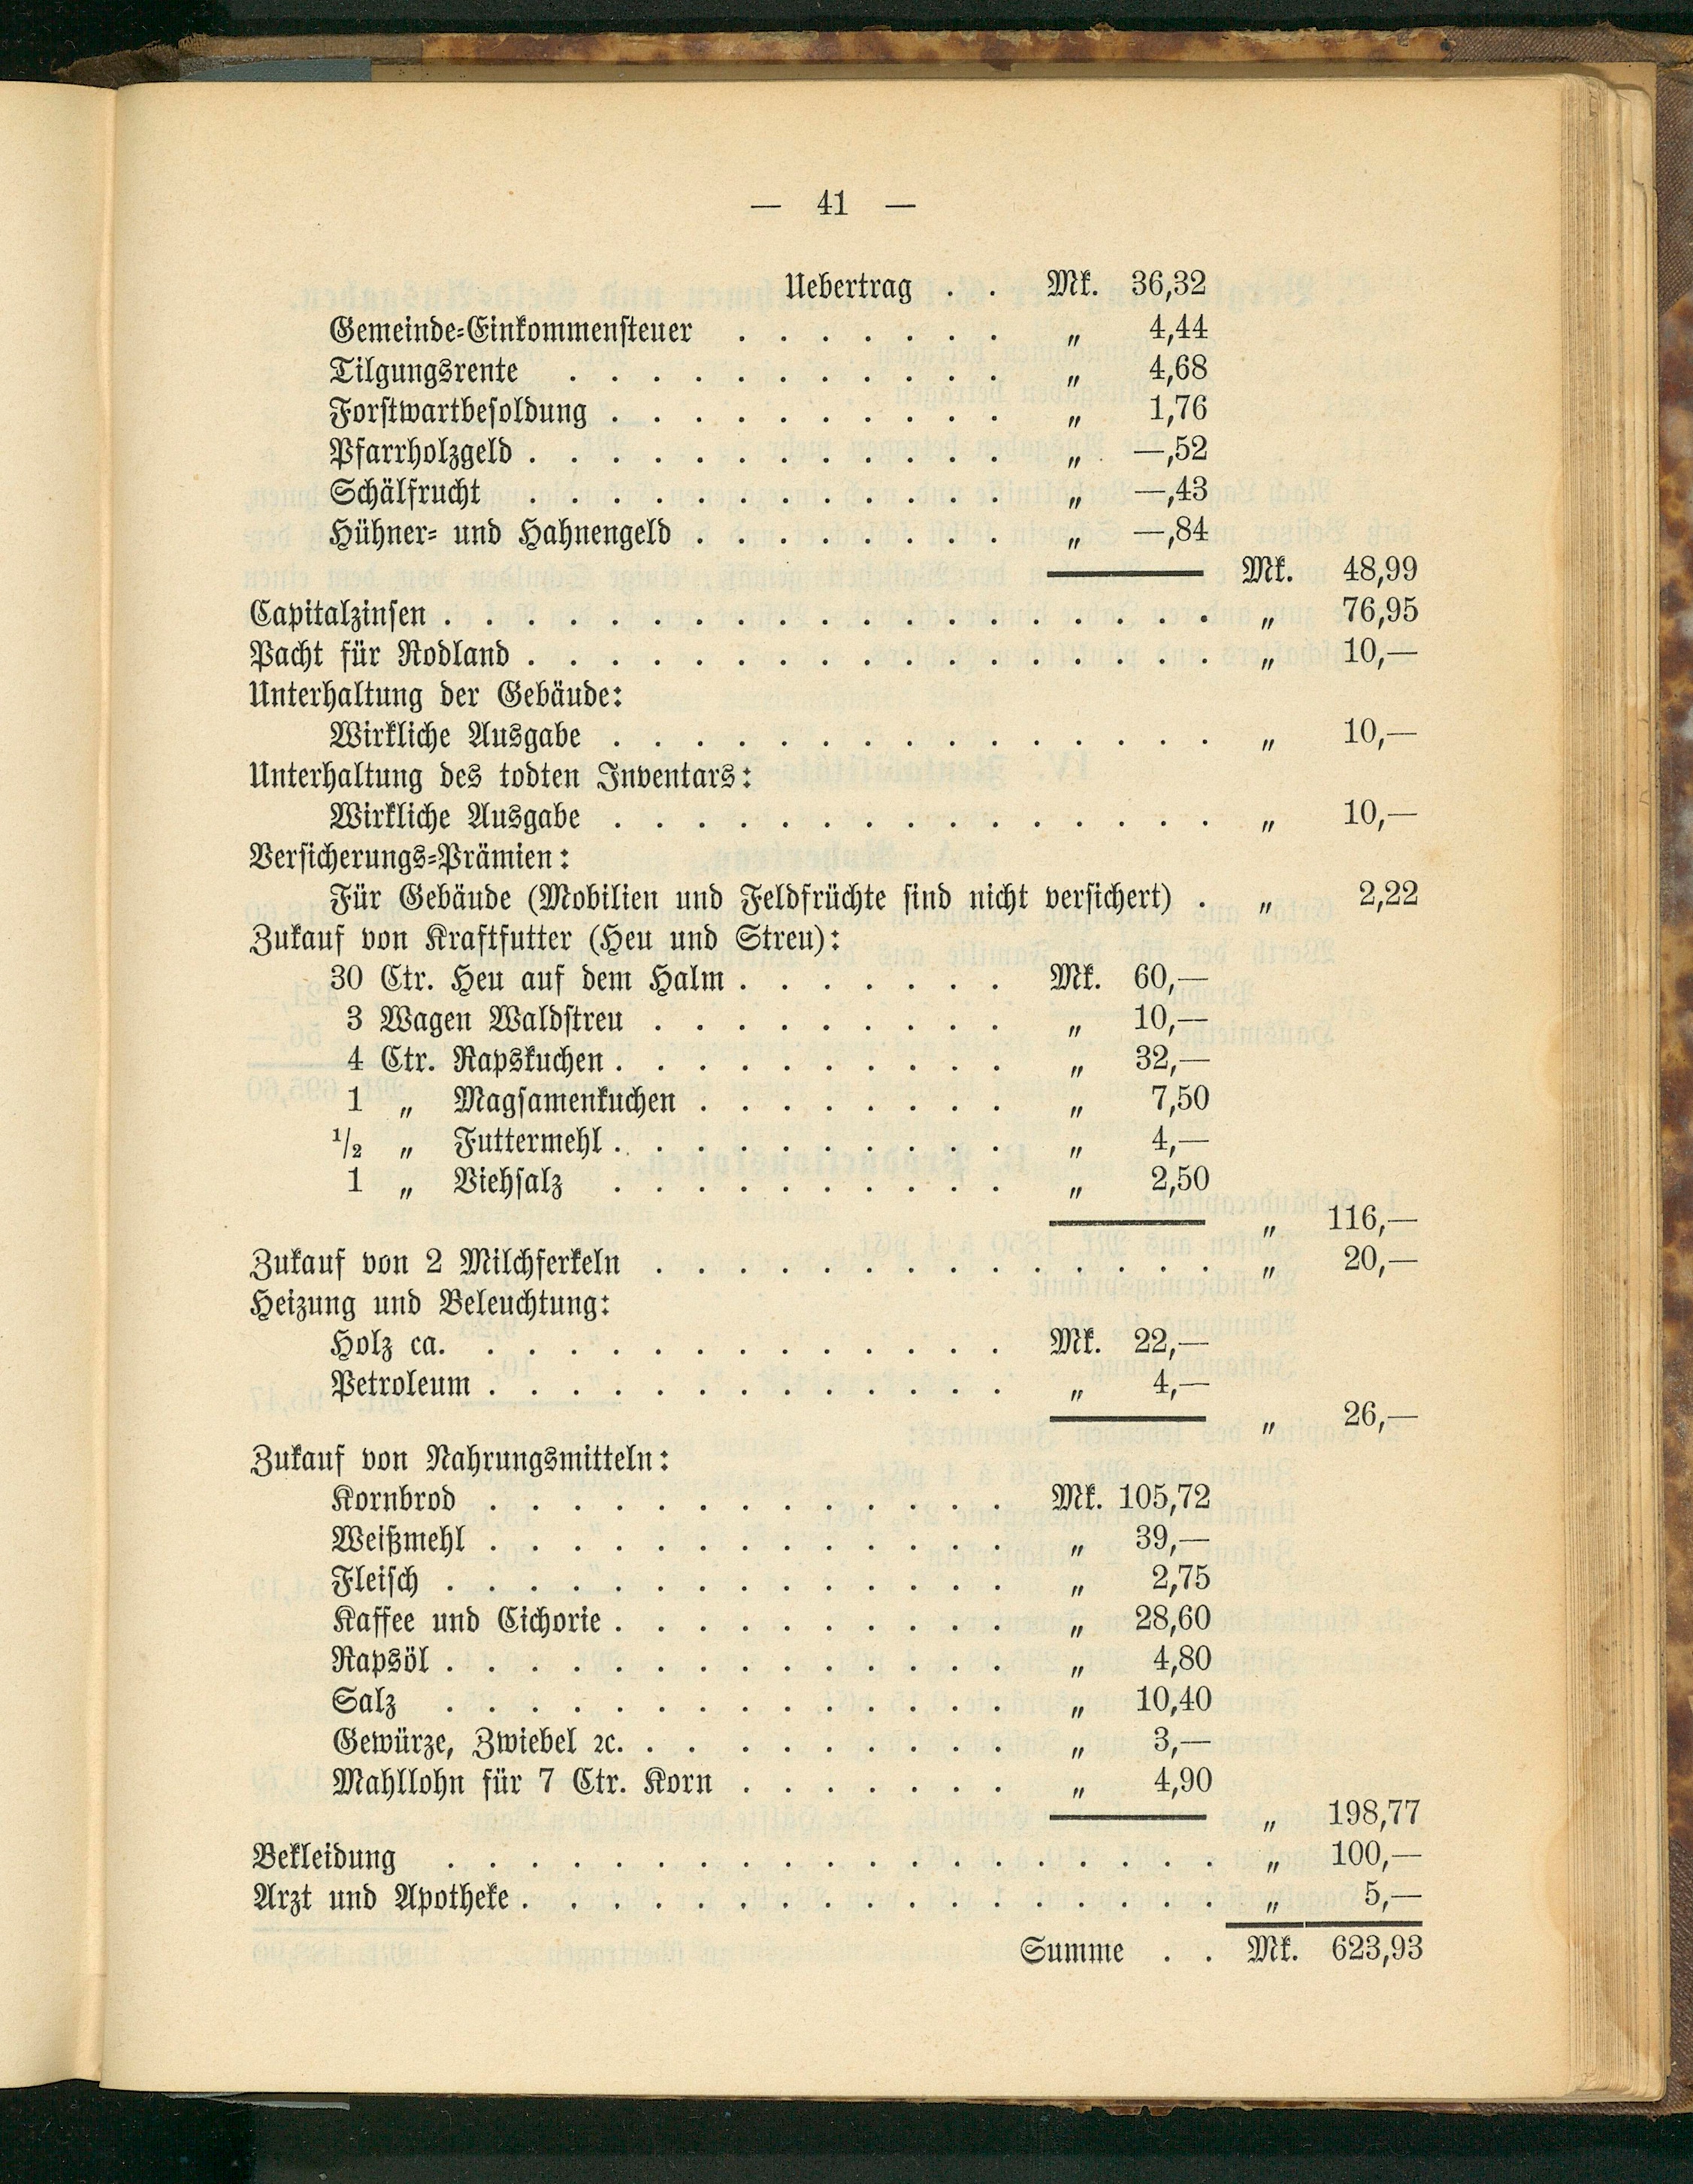 — 41 —
Uebertrag . . Mk. 36,32
Gemeinde-Einkommensteuer . . . . . . . „ 4,44
Tilgungsrente . . . . . . . . . . . „ 4,68
Forstwartbesoldung . . . . . . . . . . „ 1,76
Pfarrholzgeld . . . . . . . . . . . . „ —,52
Schälfrucht . . . . . . . . . . . „ —,43
Hühner- und Hahnengeld . . . . . . . . „ —,84
Mk. 48,99
Capitalzinsen . . . . . . . . . . . . . . . . . . . „ 76,95
Pacht für Rodland . . . . . . . . . . . . . . . . . „ 10,—
Unterhaltung der Gebäude:
Wirkliche Ausgabe . . . . . . . . . . . . . . . „ 10,—
Unterhaltung des todten Inventars:
Wirkliche Ausgabe . . . . . . . . . . . . . . . „ 10,—
Versicherungs-Prämien:
Für Gebäude (Mobilien und Feldfrüchte sind nicht versichert) . „ 2,22
Zukauf von Kraftfutter (Heu und Streu):
30 Ctr. Heu auf dem Halm . . . . . . . Mk. 60,—
3 Wagen Waldstreu . . . . . . . . . „ 10,—
4 Ctr. Rapskuchen . . . . . . . . . . „ 32,—
1 „ Magsamenkuchen . . . . . . . . „ 7,50
1/2 „ Futtermehl . . . . . . . . . . „ 4,—
1 „ Viehsalz . . . . . . . . . . „ 2,50
„ 116,—
Zukauf von 2 Milchferkeln . . . . . . . . . . . . . . „ 20,—
Heizung und Beleuchtung:
Holz ca. . . . . . . . . . . . . . Mk. 22,—
Petroleum . . . . . . . . . . . . . „ 4,—
„ 26,—
Zukauf von Nahrungsmitteln:
Kornbrod . . . . . . . . . . . . . Mk. 105,72
Weißmehl . . . . . . . . . . . . . „ 39,—
Fleisch . . . . . . . . . . . . . . „ 2,75
Kaffee und Cichorie . . . . . . . . . . „ 28,60
Rapsöl . . . . . . . . . . . . . . „ 4,80
Salz . . . . . . . . . . . . . . „ 10,40
Gewürze, Zwiebel ꝛc. . . . . . . . . . „ 3,—
Mahllohn für 7 Ctr. Korn . . . . . . . „ 4,90
„ 198,77
Bekleidung . . . . . . . . . . . . . . . . . . . „ 100,—
Arzt und Apotheke . . . . . . . . . . . . . . . . . „ 5,—
Summe . . Mk. 623,93